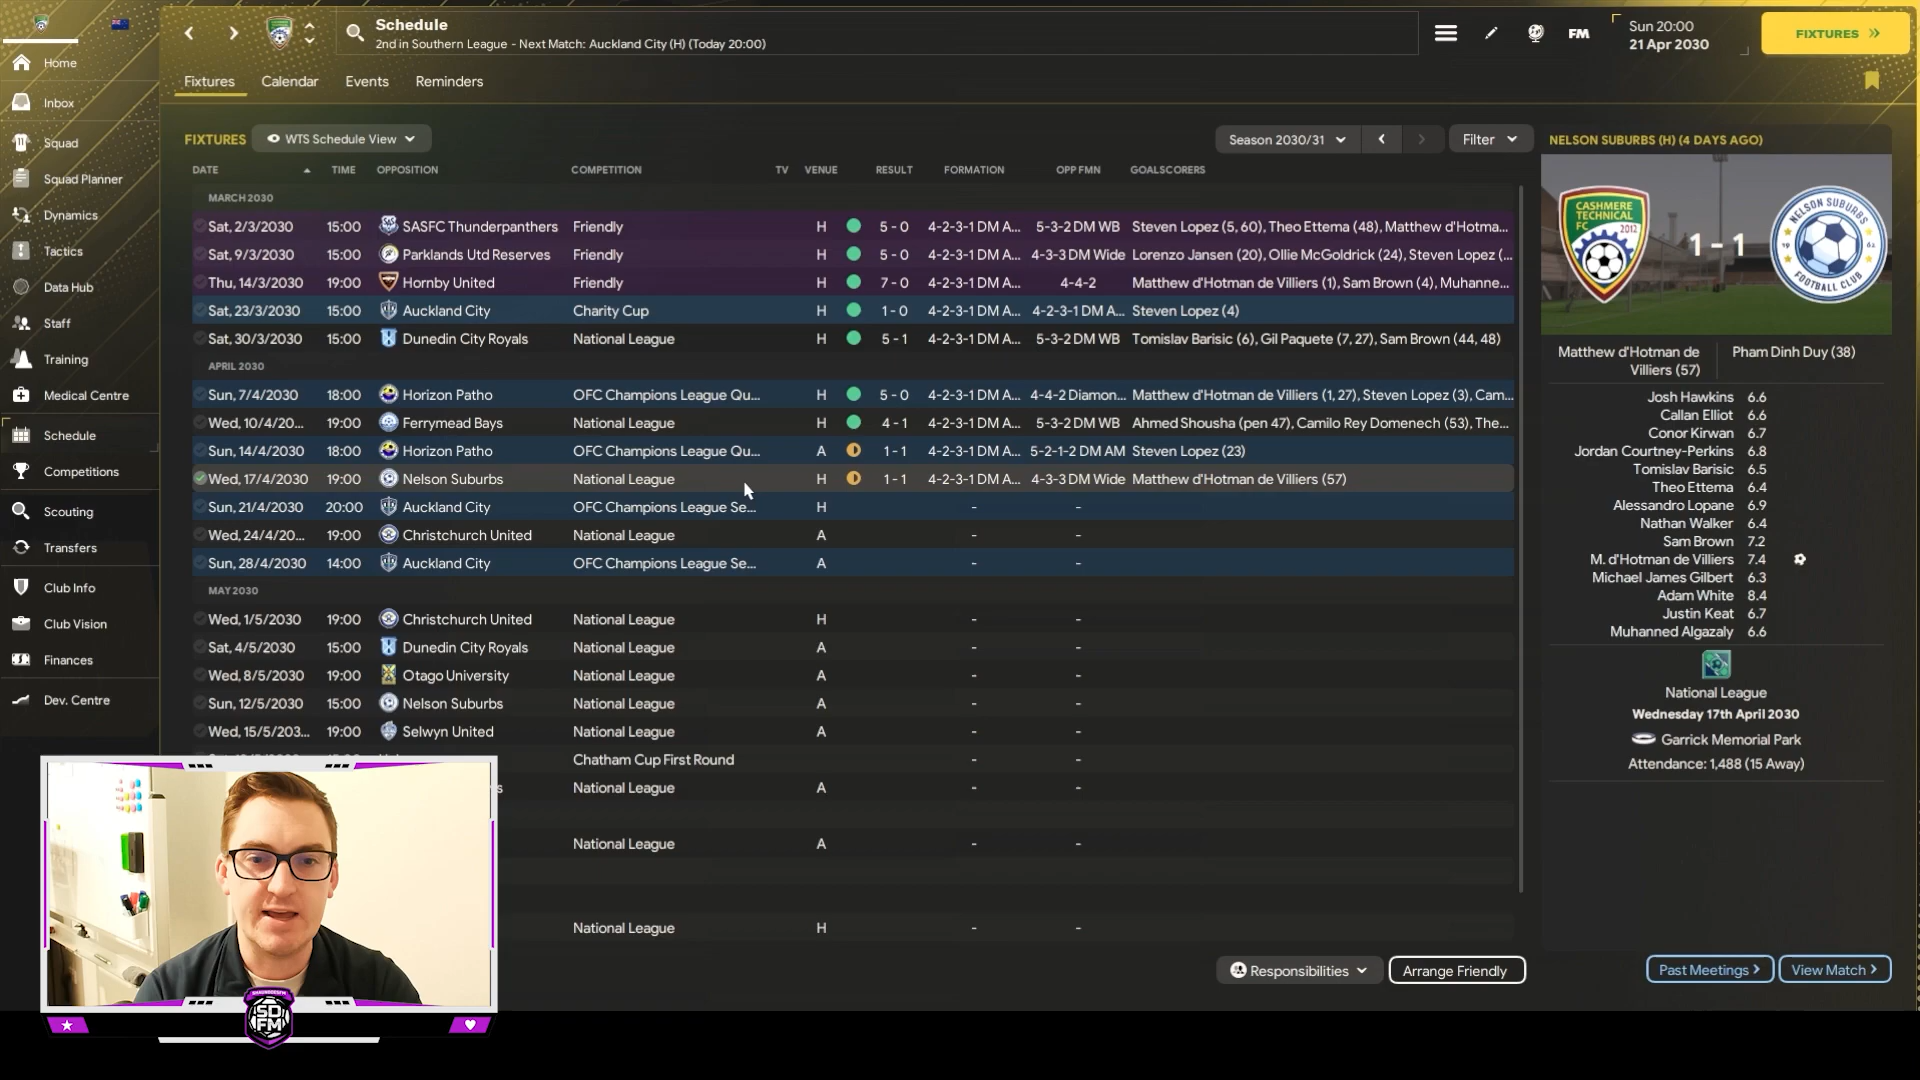 Schedule
2nd in Southern League - Next Match: Auckland City (H) (Today 20:00)
FM
Sun 20:00
21 Apr 2030
FIXTURES
Home
Inbox
Squad
Squad Planner
Dynamics
Tactics
Data Hub
Staff
Training
Medical Centre
Schedule
Competitions
Scouting
Transfers
Club Info
Club Vision
Finances
Dev. Centre
Fixtures Calendar Events Reminders
FIXTURES WTS Schedule View Season 2030/31 Filter
DATE TIME OPPOSITION COMPETITION TV VENUE RESULT FORMATION OPP FMN GOALSCORERS
MARCH 2030
Sat, 2/3/2030 15:00 SASFC Thunderpanthers Friendly H 5 - 0 4-2-3-1 DM A... 5-3-2 DM WB Steven Lopez (5, 60), Theo Ettema (48), Matthew d'Hotma...
Sat, 9/3/2030 15:00 Parklands Utd Reserves Friendly H 5 - 0 4-2-3-1 DM A... 4-3-3 DM Wide Lorenzo Jansen (20), Ollie McGoldrick (24), Steven Lopez (...
Thu, 14/3/2030 19:00 Hornby United Friendly H 7 - 0 4-2-3-1 DM A... 4-4-2 Matthew d'Hotman de Villiers (1), Sam Brown (4), Muhanne...
Sat, 23/3/2030 15:00 Auckland City Charity Cup H 1 - 0 4-2-3-1 DM A... 4-2-3-1 DM A... Steven Lopez (4)
Sat, 30/3/2030 15:00 Dunedin City Royals National League H 5 - 1 4-2-3-1 DM A... 5-3-2 DM WB Tomislav Barisic (6), Gil Paquete (7, 27), Sam Brown (44, 48)
APRIL 2030
Sun, 7/4/2030 18:00 Horizon Patho OFC Champions League Qu... H 5 - 0 4-2-3-1 DM A... 4-4-2 Diamon... Matthew d'Hotman de Villiers (1, 27), Steven Lopez (3), Cam...
Wed, 10/4/20... 19:00 Ferrymead Bays National League H 4 - 1 4-2-3-1 DM A... 5-3-2 DM WB Ahmed Shousha (pen 47), Camilo Rey Domenech (53), The...
Sun, 14/4/2030 18:00 Horizon Patho OFC Champions League Qu... A 1 - 1 4-2-3-1 DM A... 5-2-1-2 DM AM Steven Lopez (23)
Wed, 17/4/2030 19:00 Nelson Suburbs National League H 1 - 1 4-2-3-1 DM A... 4-3-3 DM Wide Matthew d'Hotman de Villiers (57)
Sun, 21/4/2030 20:00 Auckland City OFC Champions League Se... H - -
Wed, 24/4/20... 19:00 Christchurch United National League A - -
Sun, 28/4/2030 14:00 Auckland City OFC Champions League Se... A - -
MAY 2030
Wed, 1/5/2030 19:00 Christchurch United National League H - -
Sat, 4/5/2030 15:00 Dunedin City Royals National League A - -
Wed, 8/5/2030 19:00 Otago University National League A - -
Sun, 12/5/2030 15:00 Nelson Suburbs National League A - -
Wed, 15/5/203... 19:00 Selwyn United National League A - -
Chatham Cup First Round - -
National League A - -
National League A - -
National League H - -
Responsibilities Arrange Friendly
NELSON SUBURBS (H) (4 DAYS AGO)
CASHMERE
TECHNICAL
FC 2012
1 - 1
NELSON SUBURBS
19 62
FOOTBALL CLUB
Matthew d'Hotman de Villiers (57)
Pham Dinh Duy (38)
Josh Hawkins 6.6
Callan Elliot 6.6
Conor Kirwan 6.7
Jordan Courtney-Perkins 6.8
Tomislav Barisic 6.5
Theo Ettema 6.4
Alessandro Lopane 6.9
Nathan Walker 6.4
Sam Brown 7.2
M. d'Hotman de Villiers 7.4
Michael James Gilbert 6.3
Adam White 8.4
Justin Keat 6.7
Muhanned Algazaly 6.6
National League
Wednesday 17th April 2030
Garrick Memorial Park
Attendance: 1,488 (15 Away)
Past Meetings View Match
SD
FM